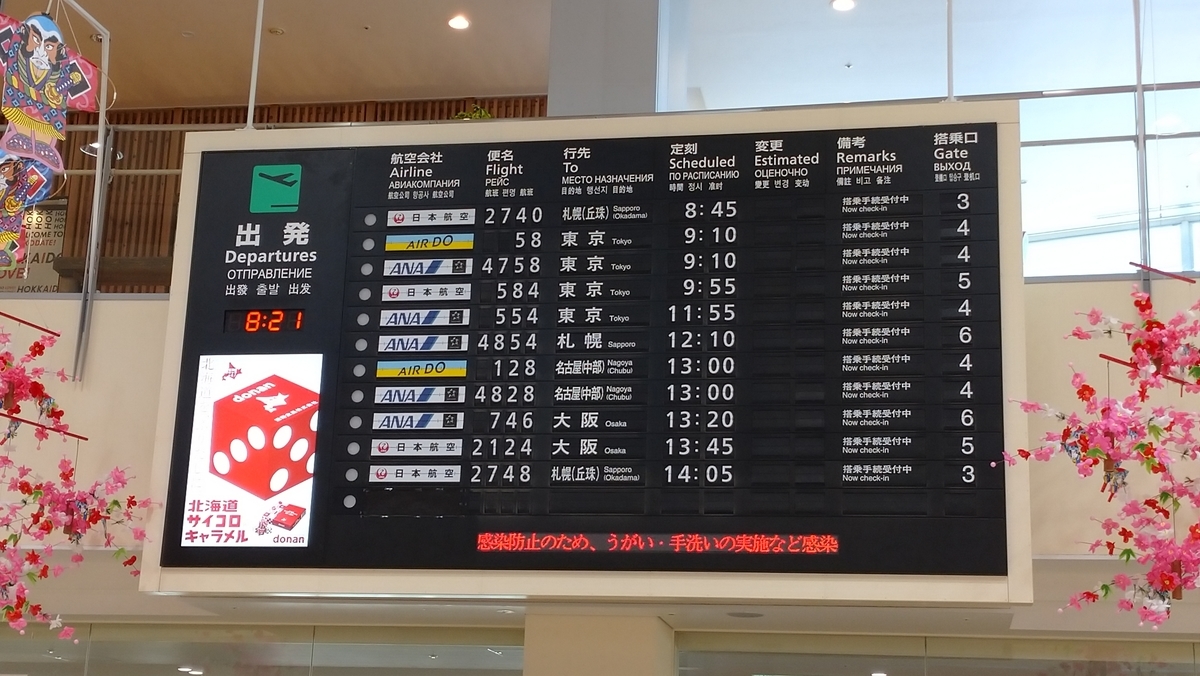 航空会社 便名 行先 定刻 変更 備考 搭乗口
Airline Flight To Scheduled Estimated Remarks Gate
АВИАКОМПАНИЯ РЕЙС МЕСТО НАЗНАЧЕНИЯ ПО РАСПИСАНИЮ ОЦЕНОЧНО ПРИМЕЧАНИЯ ВЫХОД
航空公司 항공사 航空公司 航班 편명 航班 目的地 행선지 目的地 時間 정시 准时 變更 변경 变动 備註 비고 备注 登機口 탑승구 登机口
出発
Departures
ОТПРАВЛЕНИЕ
出發 출발 出发
8:21
日本航空 2740 札幌(丘珠) Sapporo (Okadama) 8:45 搭乗手続受付中 Now check-in 3
AIR DO 58 東京 Tokyo 9:10 搭乗手続受付中 Now check-in 4
ANA 4758 東京 Tokyo 9:10 搭乗手続受付中 Now check-in 4
日本航空 584 東京 Tokyo 9:55 搭乗手続受付中 Now check-in 5
ANA 554 東京 Tokyo 11:55 搭乗手続受付中 Now check-in 4
ANA 4854 札幌 Sapporo 12:10 搭乗手続受付中 Now check-in 6
AIR DO 128 名古屋(中部) Nagoya (Chubu) 13:00 搭乗手続受付中 Now check-in 4
ANA 4828 名古屋(中部) Nagoya (Chubu) 13:00 搭乗手続受付中 Now check-in 4
ANA 746 大阪 Osaka 13:20 搭乗手続受付中 Now check-in 6
日本航空 2124 大阪 Osaka 13:45 搭乗手続受付中 Now check-in 5
日本航空 2748 札幌(丘珠) Sapporo (Okadama) 14:05 搭乗手続受付中 Now check-in 3
感染防止のため、うがい・手洗いの実施など感染
donan
北海道
サイコロ
キャラメル
donan